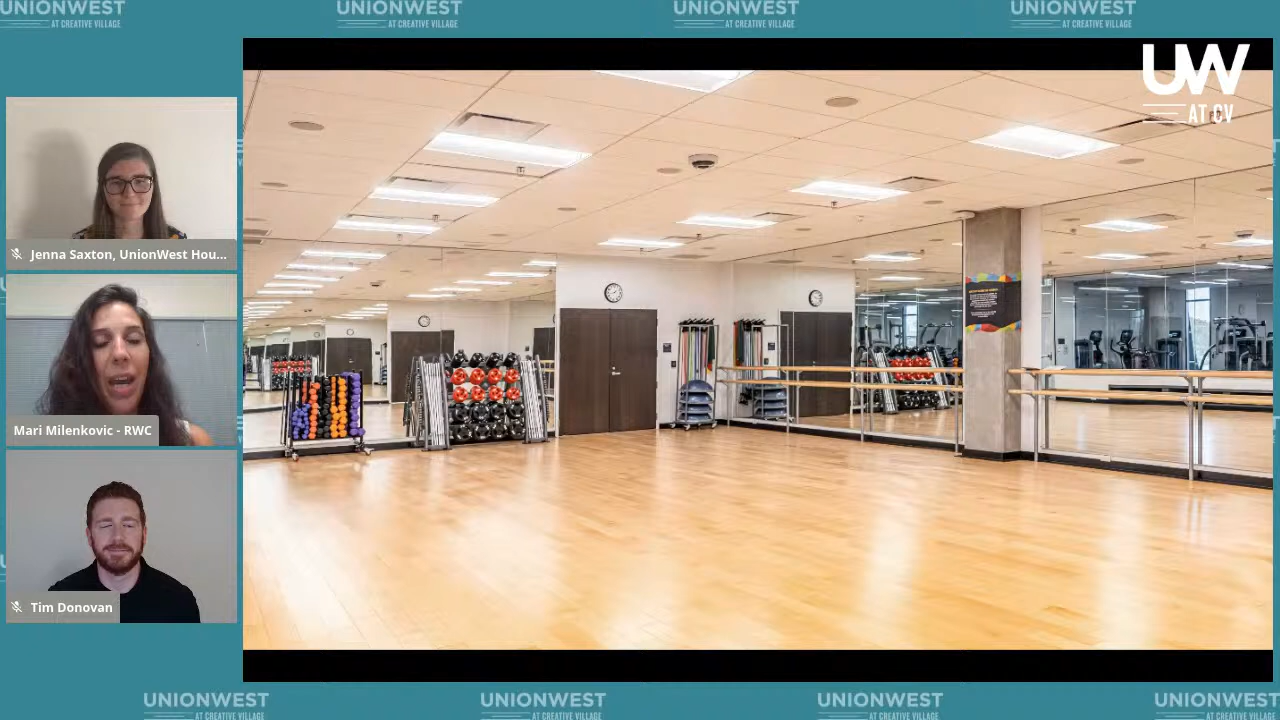 UNIONWEST
AT CREATIVE VILLAGE
UNIONWEST
AT CREATIVE VILLAGE
UNIONWEST
AT CREATIVE VILLAGE
UNIONWEST
AT CREATIVE VILLAGE
UW
AT CV
Jenna Saxton, UnionWest Hou...
Mari Milenkovic - RWC
Tim Donovan
UNIONWEST
AT CREATIVE VILLAGE
UNIONWEST
AT CREATIVE VILLAGE
UNIONWEST
AT CREATIVE VILLAGE
UNIONWEST
AT CREATIVE VILLAGE